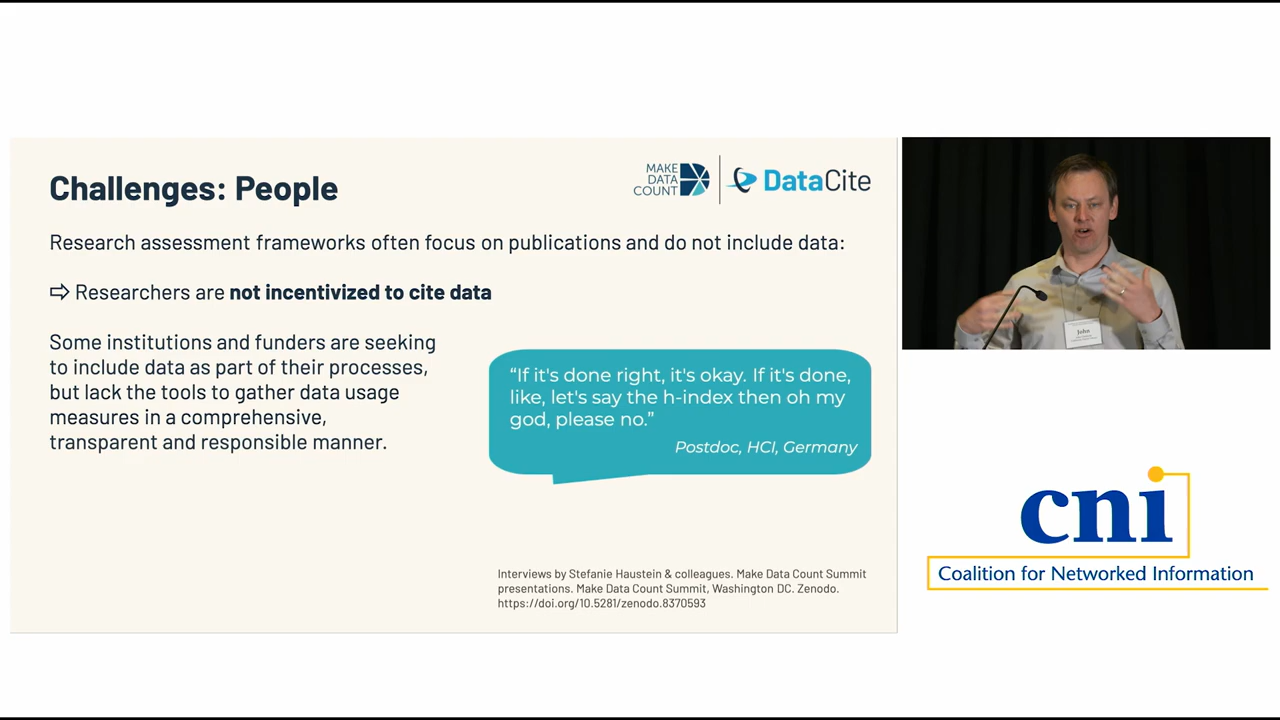 Challenges: People
MAKE
DATA
COUNT
DataCite
Research assessment frameworks often focus on publications and do not include data:
⇨ Researchers are not incentivized to cite data
Some institutions and funders are seeking
to include data as part of their processes,
but lack the tools to gather data usage
measures in a comprehensive,
transparent and responsible manner.
“If it's done right, it's okay. If it's done,
like, let's say the h-index then oh my
god, please no.”
Postdoc, HCI, Germany
Interviews by Stefanie Haustein & colleagues. Make Data Count Summit
presentations. Make Data Count Summit, Washington DC. Zenodo.
https://doi.org/10.5281/zenodo.8370593
John
cni
Coalition for Networked Information